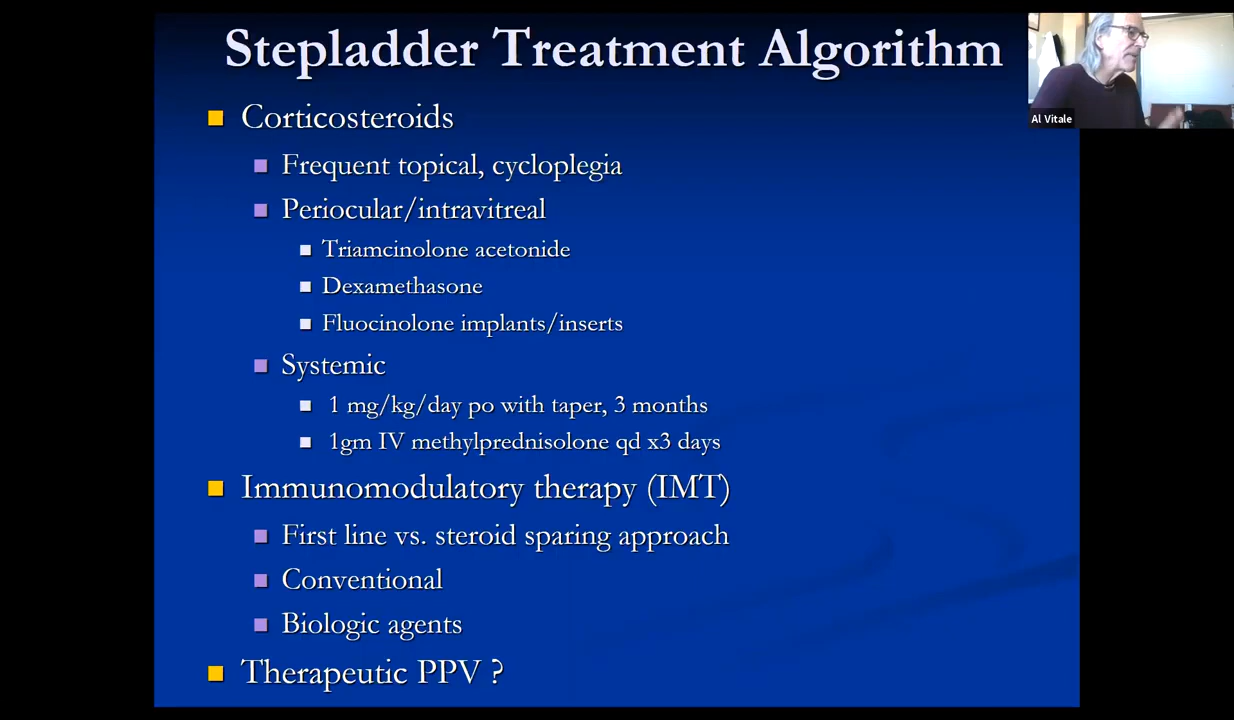 Stepladder Treatment Algorithm
Corticosteroids
Frequent topical, cycloplegia
Periocular/intravitreal
Triamcinolone acetonide
Dexamethasone
Fluocinolone implants/inserts
Systemic
1 mg/kg/day po with taper, 3 months
1gm IV methylprednisolone qd x3 days
Immunomodulatory therapy (IMT)
First line vs. steroid sparing approach
Conventional
Biologic agents
Therapeutic PPV ?
Al Vitale